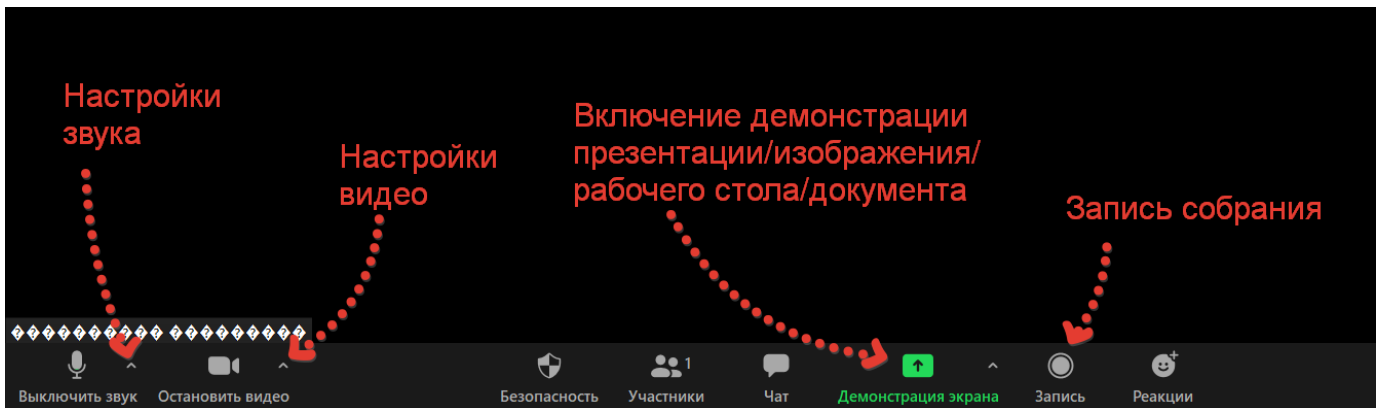 Настройки
звука
Настройки
видео
Включение демонстрации
презентации/изображения/
рабочего стола/документа
Запись собрания
Выключить звук
Остановить видео
Безопасность
1
Участники
Чат
Демонстрация экрана
Запись
Реакции